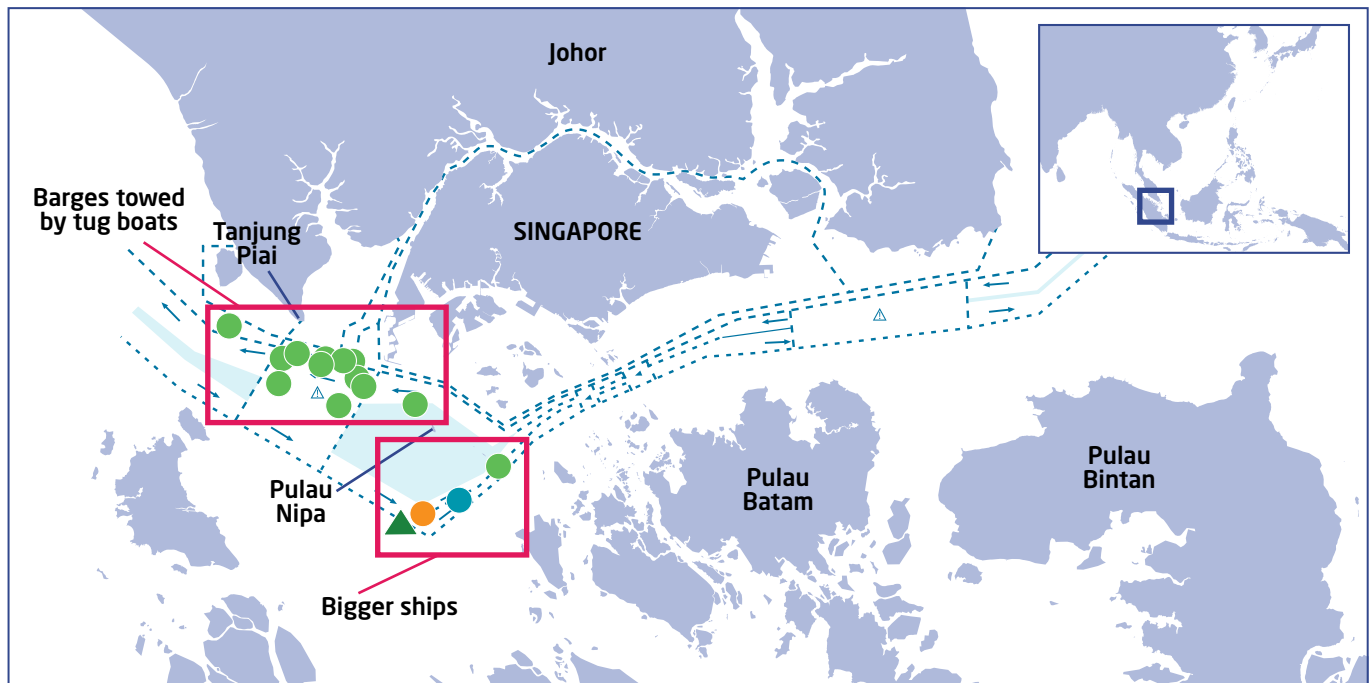 Johor
Barges towed
by tug boats
Tanjung
Piai
SINGAPORE
Pulau
Nipa
Pulau
Batam
Pulau
Bintan
Bigger ships